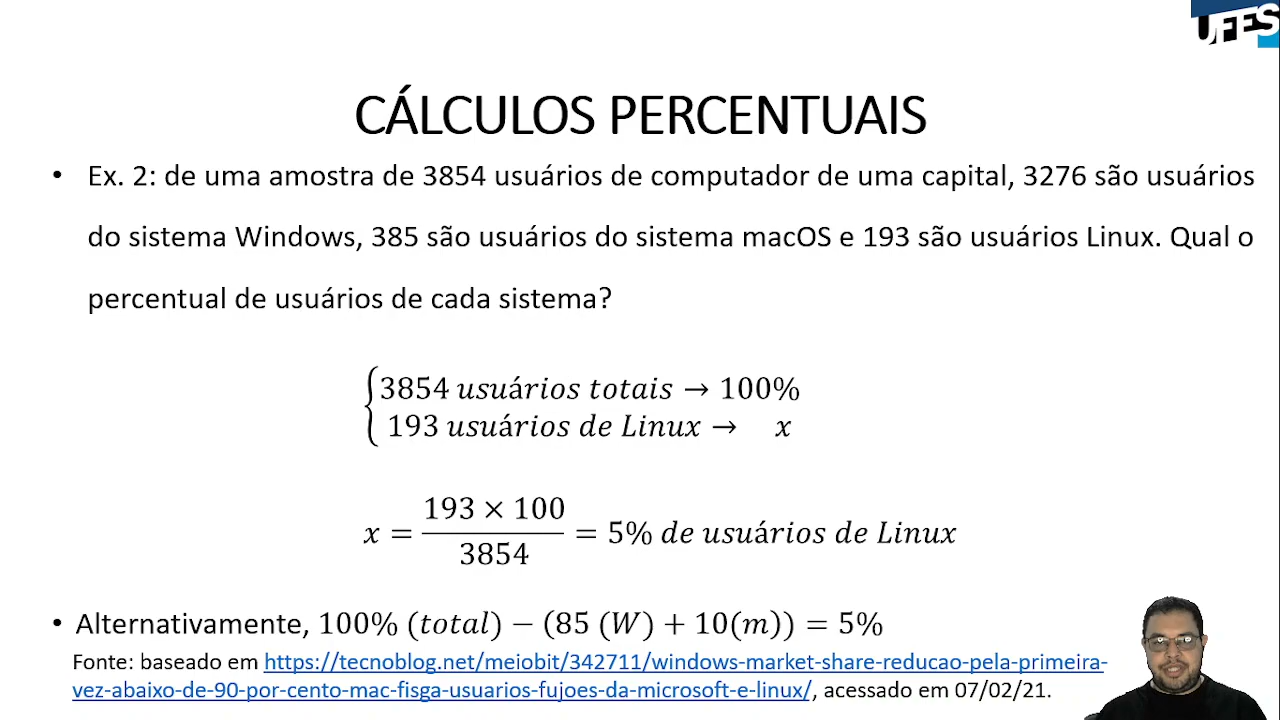 UFES
CÁLCULOS PERCENTUAIS
• Ex. 2: de uma amostra de 3854 usuários de computador de uma capital, 3276 são usuários
do sistema Windows, 385 são usuários do sistema macOS e 193 são usuários Linux. Qual o
percentual de usuários de cada sistema?
{3854 usuários totais → 100%
193 usuários de Linux → x
x = 193 × 100 / 3854 = 5% de usuários de Linux
• Alternativamente, 100% (total) − (85 (W) + 10(m)) = 5%
Fonte: baseado em https://tecnoblog.net/meiobit/342711/windows-market-share-reducao-pela-primeira-
vez-abaixo-de-90-por-cento-mac-fisga-usuarios-fujoes-da-microsoft-e-linux/, acessado em 07/02/21.